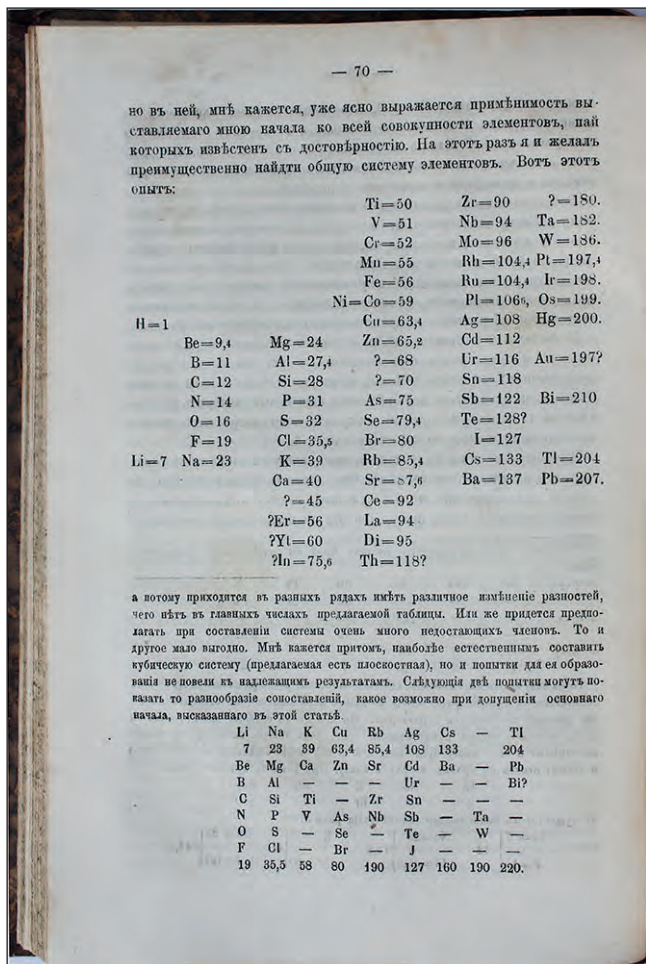 — 70 —
но въ ней, мнѣ кажется, уже ясно выражается примѣнимость вы-
ставляемаго мною начала ко всей совокупности элементовъ, пай
которыхъ извѣстенъ съ достовѣрностію. На этотъ разъ я и желалъ
преимущественно найдти общую систему элементовъ. Вотъ этотъ
опытъ:
Ti=50 Zr=90 ?=180.
V=51 Nb=94 Ta=182.
Cr=52 Mo=96 W=186.
Mn=55 Rh=104,4 Pt=197,4
Fe=56 Ru=104,4 Ir=198.
Ni=Co=59 Pl=1066, Os=199.
H=1 Cu=63,4 Ag=108 Hg=200.
Be=9,4 Mg=24 Zn=65,2 Cd=112
B=11 Al=27,4 ?=68 Ur=116 Au=197?
C=12 Si=28 ?=70 Sn=118
N=14 P=31 As=75 Sb=122 Bi=210
O=16 S=32 Se=79,4 Te=128?
F=19 Cl=35,5 Br=80 I=127
Li=7 Na=23 K=39 Rb=85,4 Cs=133 Tl=204
Ca=40 Sr=87,6 Ba=137 Pb=207.
?=45 Ce=92
?Er=56 La=94
?Yt=60 Di=95
?In=75,6 Th=118?
а потому приходится въ разныхъ рядахъ имѣть различное измѣненіе разностей,
чего нѣтъ въ главныхъ числахъ предлагаемой таблицы. Или же придется предпо-
лагать при составленіи системы очень много недостающихъ членовъ. То и
другое мало выгодно. Мнѣ кажется притомъ, наиболѣе естественнымъ составить
кубическую систему (предлагаемая есть плоскостная), но и попытки для ея образо-
ванія не повели къ надлежащимъ результатамъ. Слѣдующія двѣ попытки могутъ по-
казать то разнообразіе сопоставленій, какое возможно при допущеніи основнаго
начала, высказаннаго въ этой статьѣ.
Li Na K Cu Rb Ag Cs — Tl
7 23 39 63,4 85,4 108 133 204
Be Mg Ca Zn Sr Cd Ba — Pb
B Al — — — Ur — — Bi?
C Si Ti — Zr Sn — — —
N P V As Nb Sb — Ta —
O S — Se — Te — W —
F Cl — Br — J — — —
19 35,5 58 80 190 127 160 190 220.